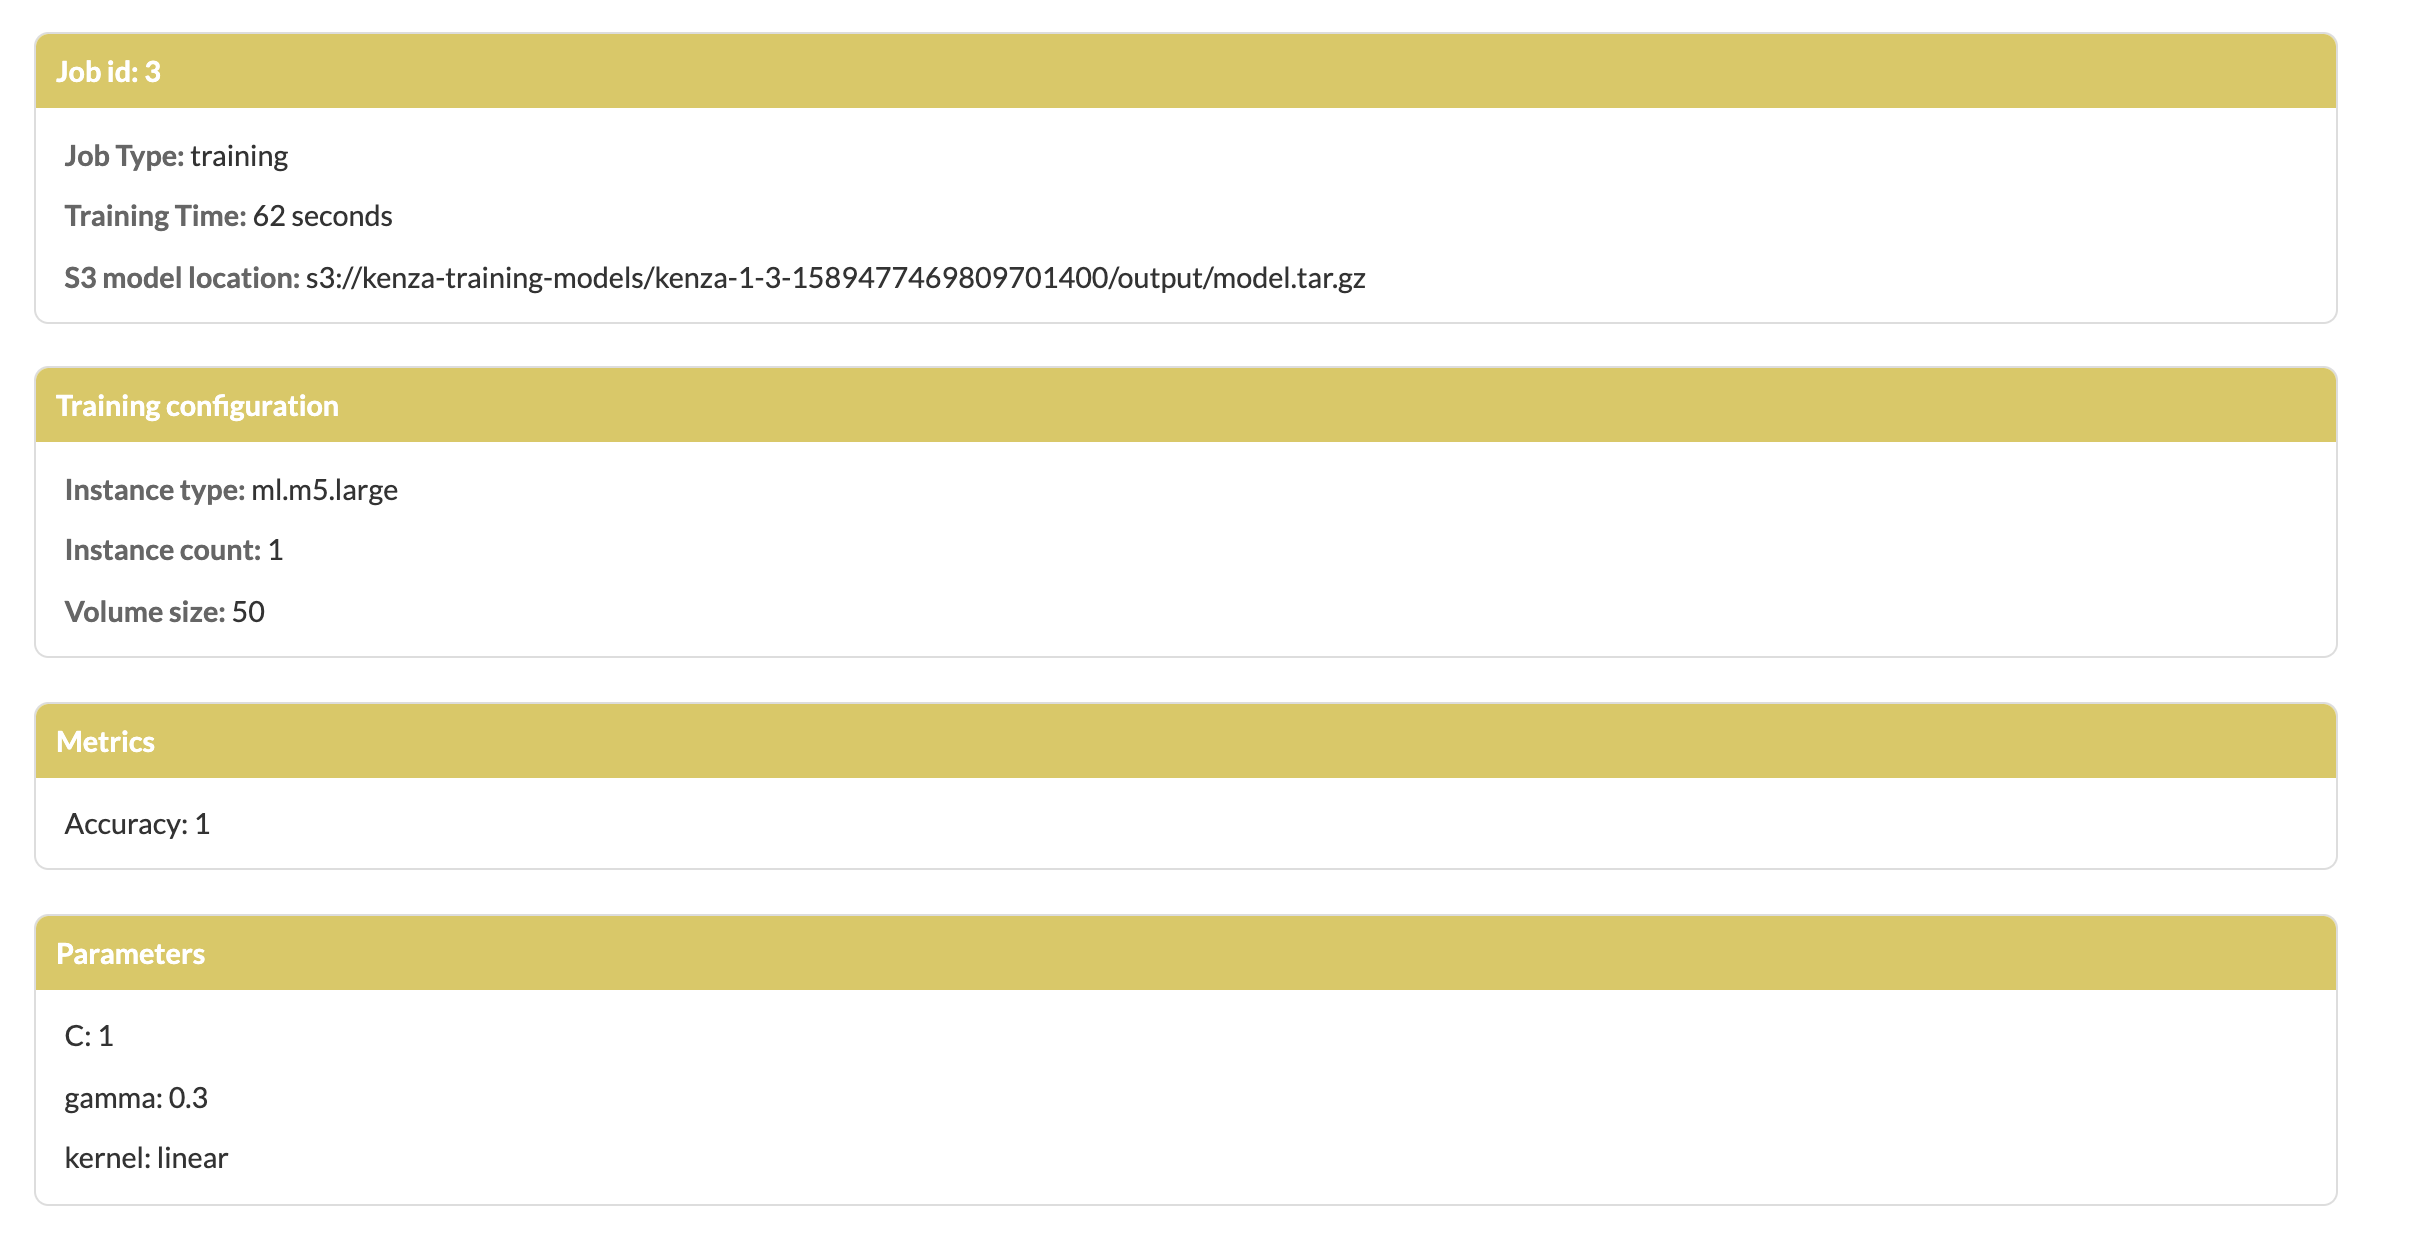 Job id: 3
Job Type: training
Training Time: 62 seconds
S3 model location: s3://kenza-training-models/kenza-1-3-1589477469809701400/output/model.tar.gz
Training configuration
Instance type: ml.m5.large
Instance count: 1
Volume size: 50
Metrics
Accuracy: 1
Parameters
C: 1
gamma: 0.3
kernel: linear